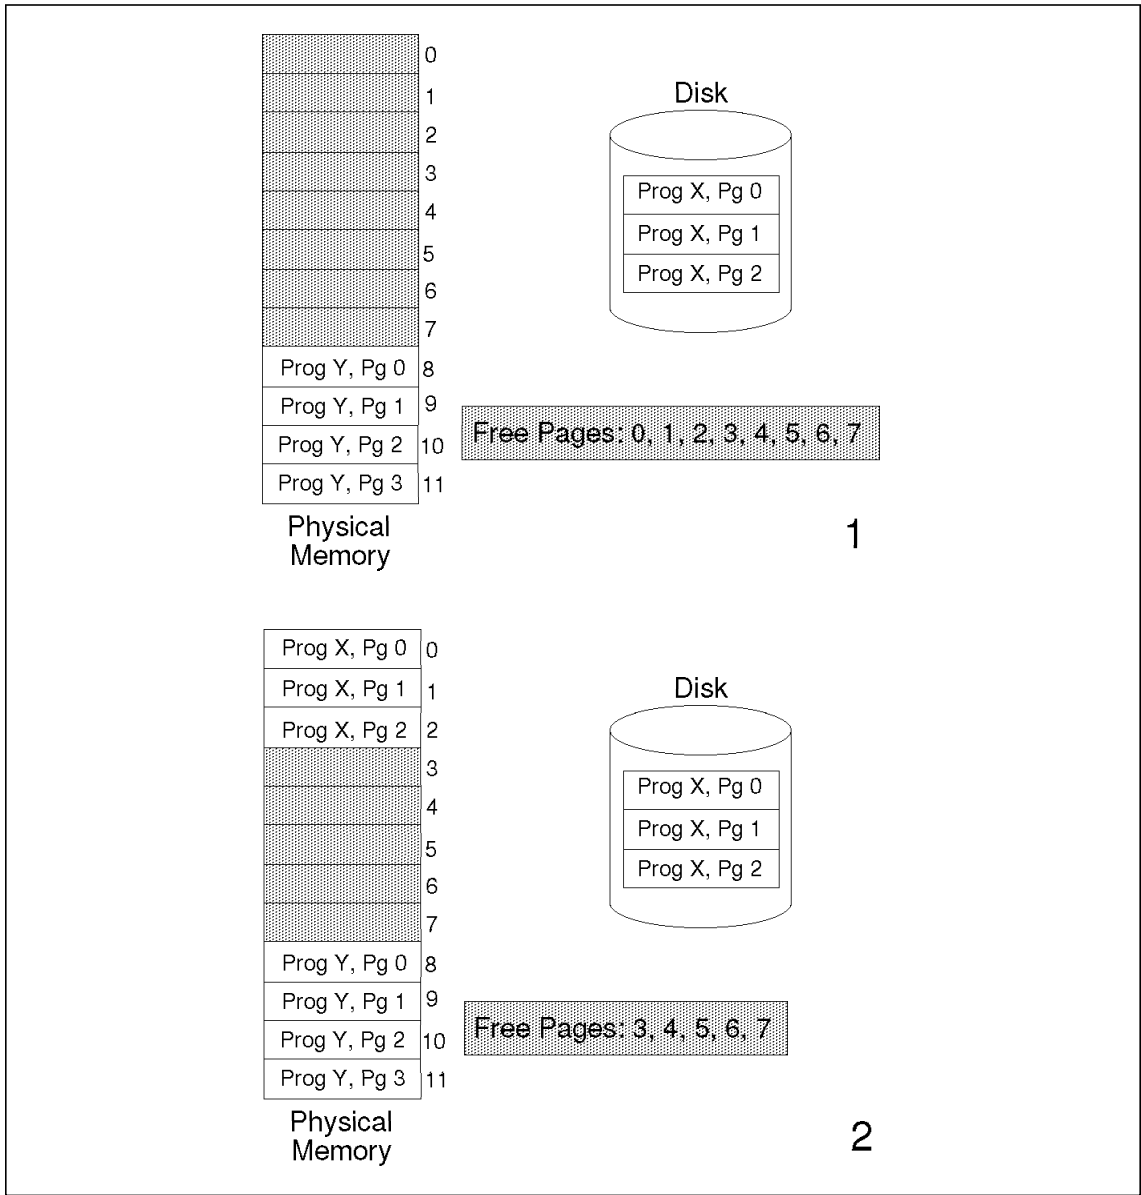 0
1
Disk
2
3
Prog X, Pg 0
4
Prog X, Pg 1
5
Prog X, Pg 2
6
7
Prog Y, Pg 0 8
Prog Y, Pg 1 9
Free Pages: 0, 1, 2, 3, 4, 5, 6, 7
Prog Y, Pg 2 10
Prog Y, Pg 3 11
Physical
Memory
1
Prog X, Pg 0 0
Prog X, Pg 1 1
Disk
Prog X, Pg 2 2
3
Prog X, Pg 0
4
Prog X, Pg 1
5
Prog X, Pg 2
6
7
Prog Y, Pg 0 8
Prog Y, Pg 1 9
Free Pages: 3, 4, 5, 6, 7
Prog Y, Pg 2 10
Prog Y, Pg 3 11
Physical
Memory
2